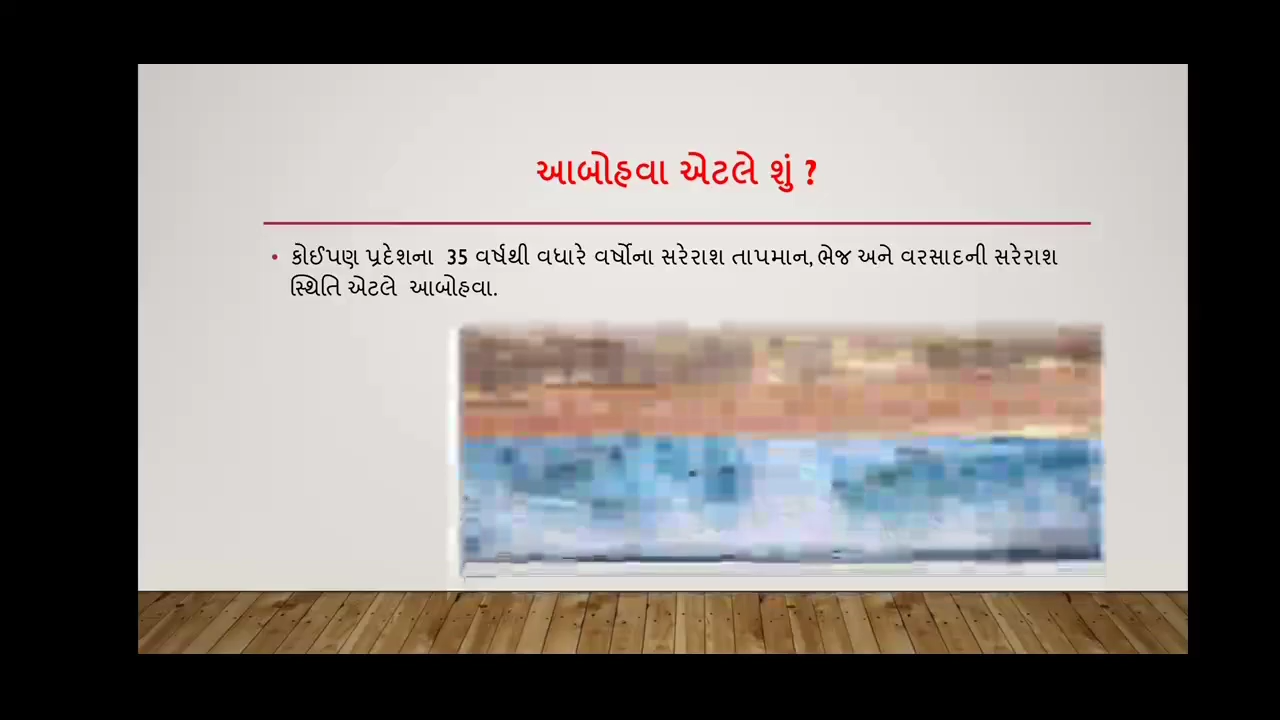 આબોહવા એટલે શું ?
• કોઈપણ પ્રદેશના 35 વર્ષથી વધારે વર્ષોના સરેરાશ તાપમાન, ભેજ અને વરસાદની સરેરાશ
સ્થિતિ એટલે આબોહવા.